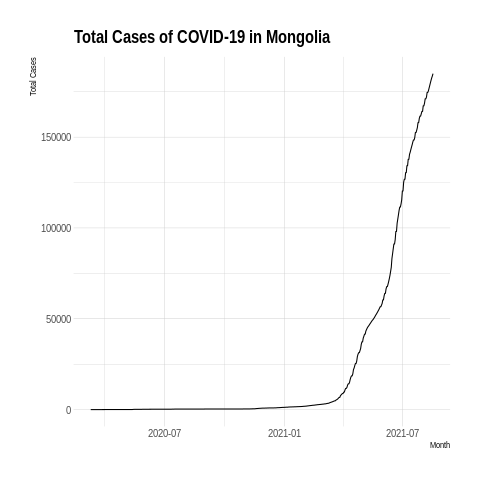 Total Cases of COVID-19 in Mongolia
Total Cases
150000
100000
50000
0
2020-07 2021-01 2021-07
Month